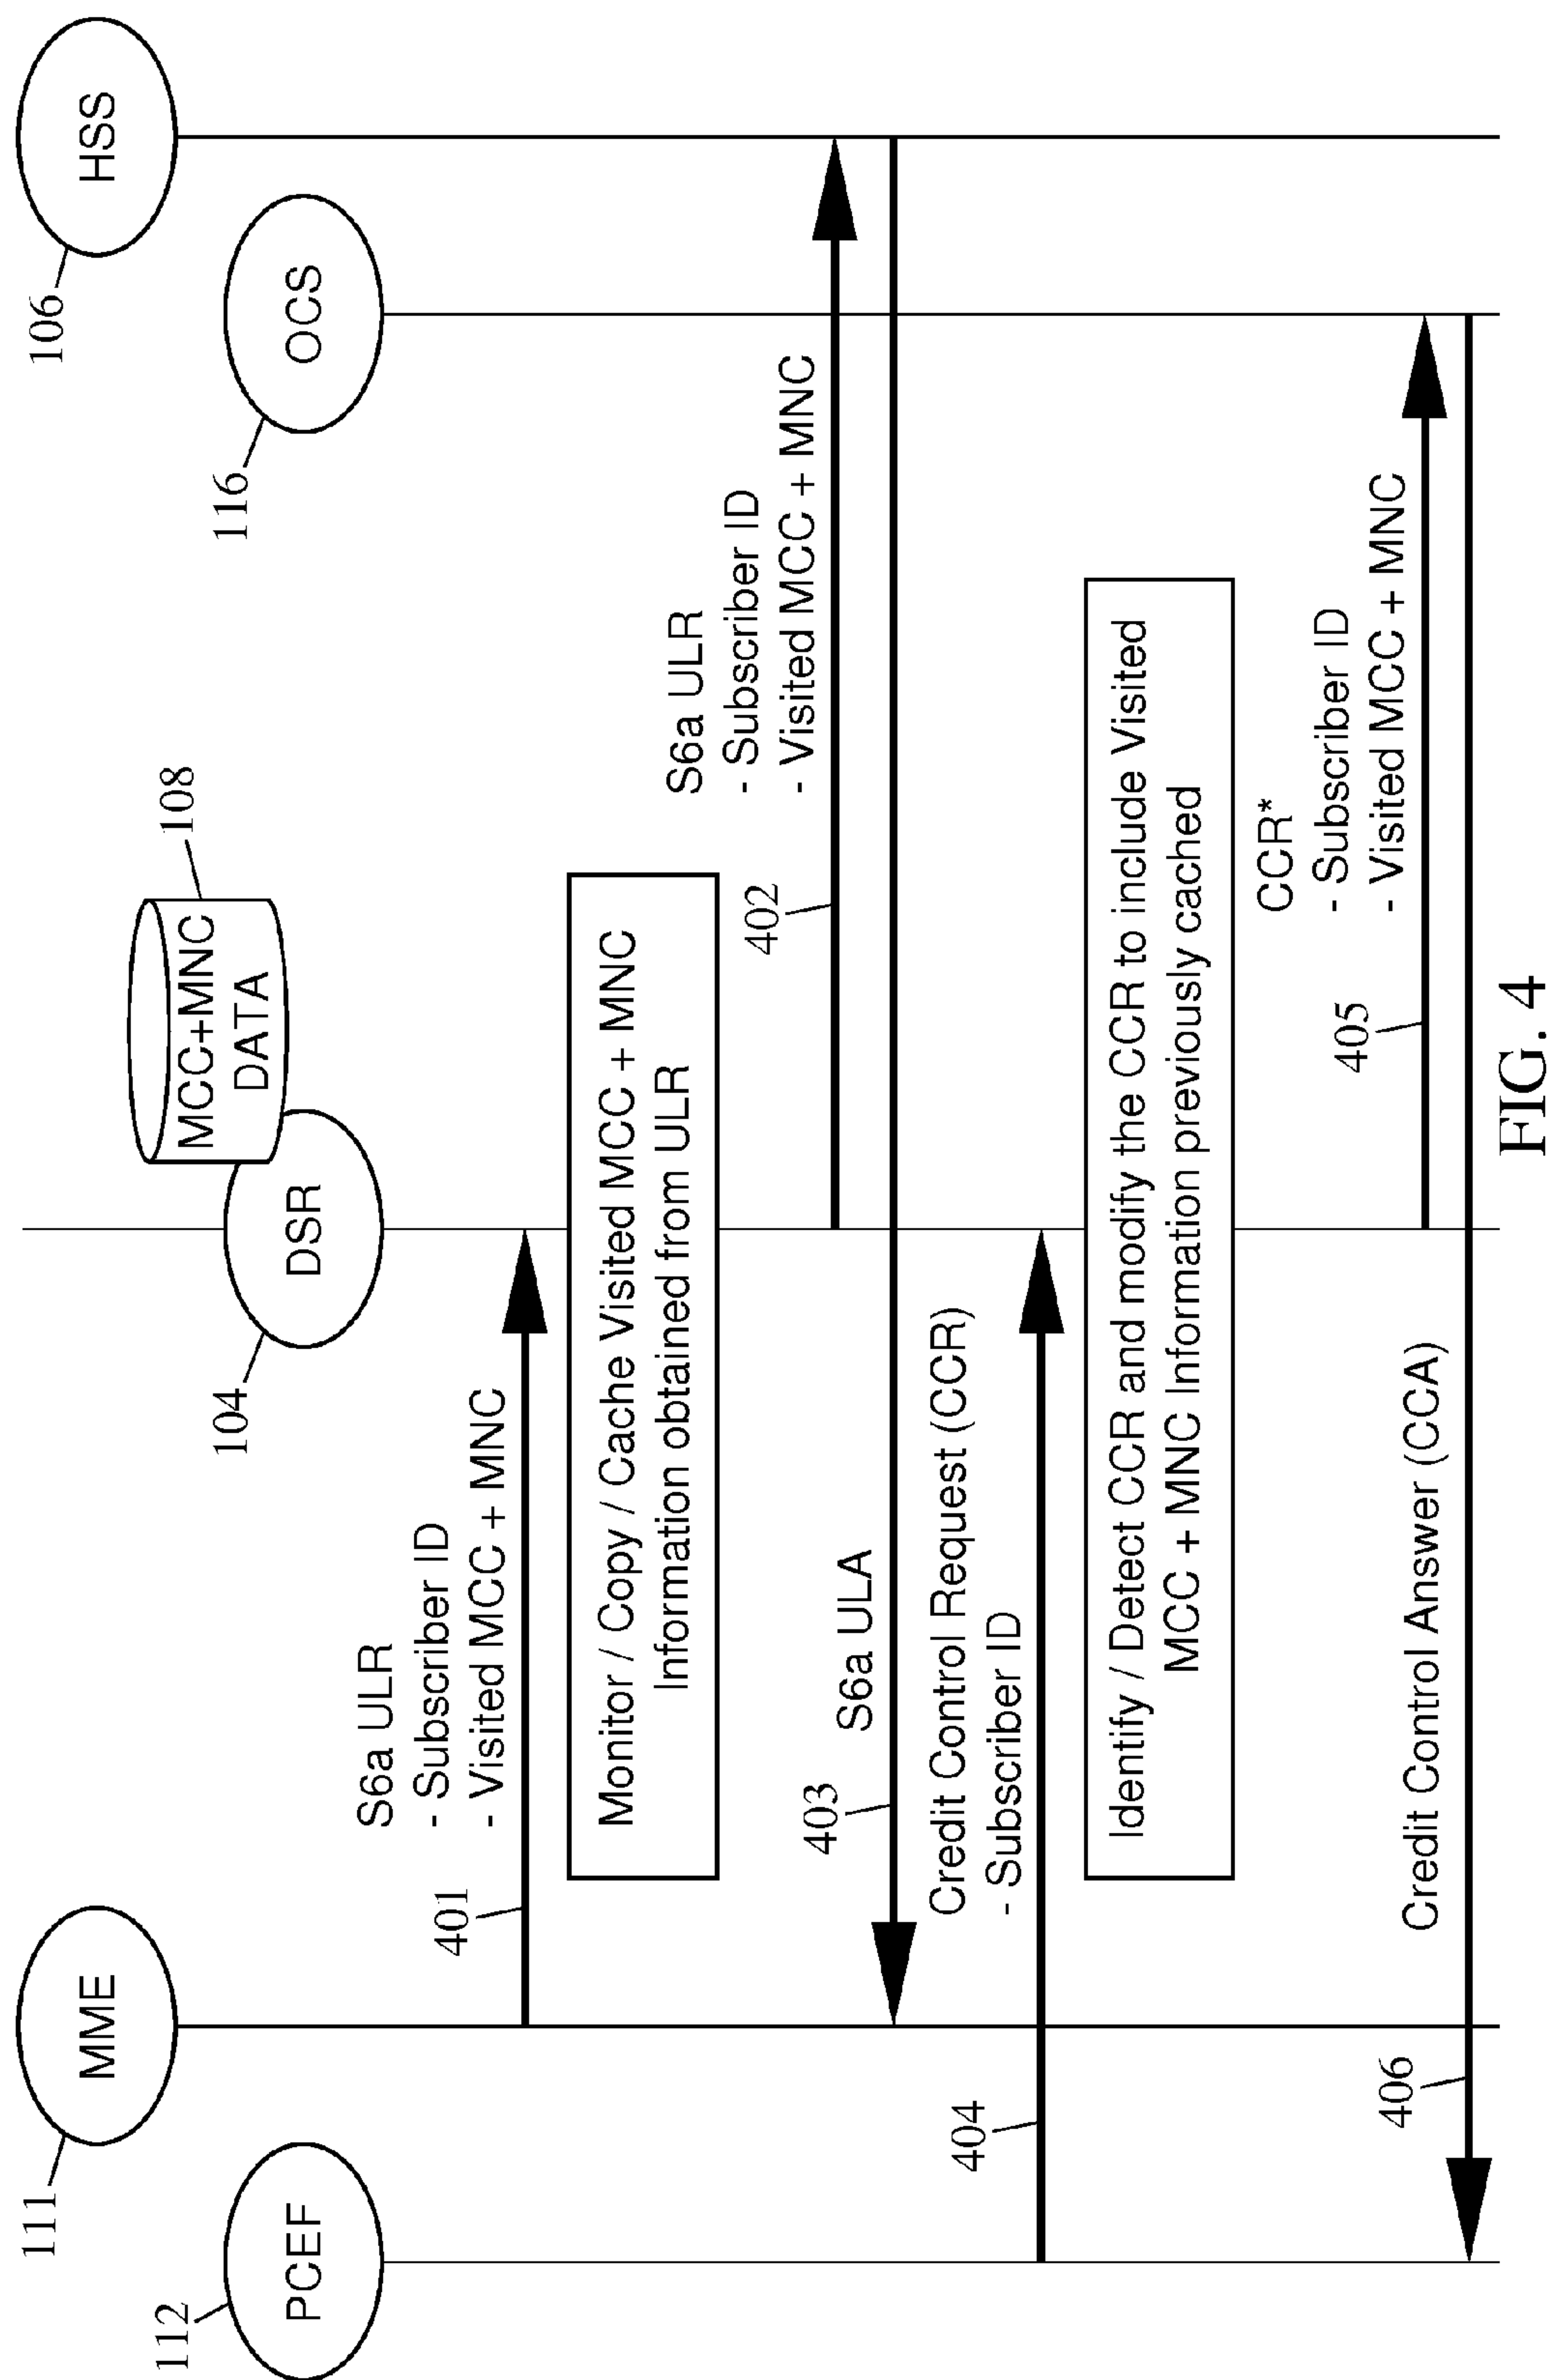 111
MME
112
PCEF
104
DSR
MCC+MNC
DATA
108
116
OCS
106
HSS
401
S6a ULR
- Subscriber ID
- Visited MCC + MNC
Monitor / Copy / Cache Visited MCC + MNC
Information obtained from ULR
402
S6a ULR
- Subscriber ID
- Visited MCC + MNC
403
S6a ULA
404
Credit Control Request (CCR)
- Subscriber ID
Identify / Detect CCR and modify the CCR to include Visited
MCC + MNC Information previously cached
405
CCR*
- Subscriber ID
- Visited MCC + MNC
406
Credit Control Answer (CCA)
FIG. 4